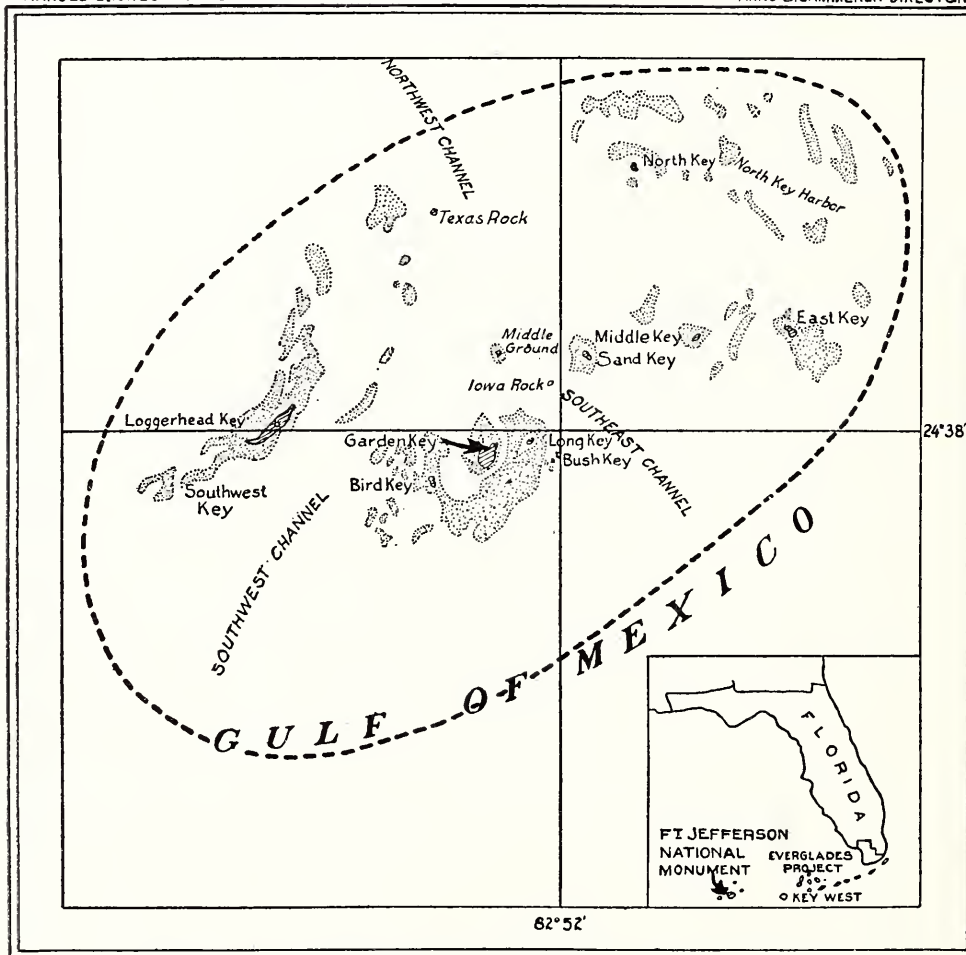 NORTHWEST CHANNEL
North Key
North Key Harbor
Texas Rock
East Key
Middle Ground
Middle Key
Sand Key
Iowa Rock
SOUTHEAST CHANNEL
Loggerhead Key
24°38'
Garden Key
Long Key
Bush Key
Bird Key
Southwest
Key
SOUTHWEST CHANNEL
GULF OF MEXICO
FLORIDA
FT JEFFERSON
NATIONAL
MONUMENT
EVERGLADES
PROJECT
KEY WEST
82°52'